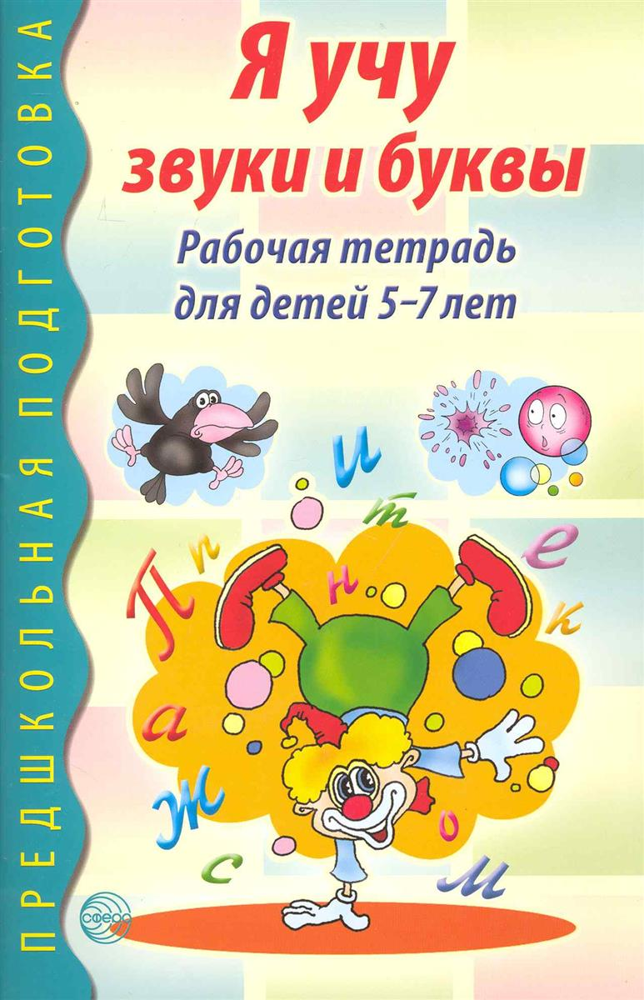 ПРЕДШКОЛЬНАЯ ПОДГОТОВКА
Я учу
звуки и буквы
Рабочая тетрадь
для детей 5–7 лет
и
т
П п
н
е
к
а
Ж
о
с
м
сфера